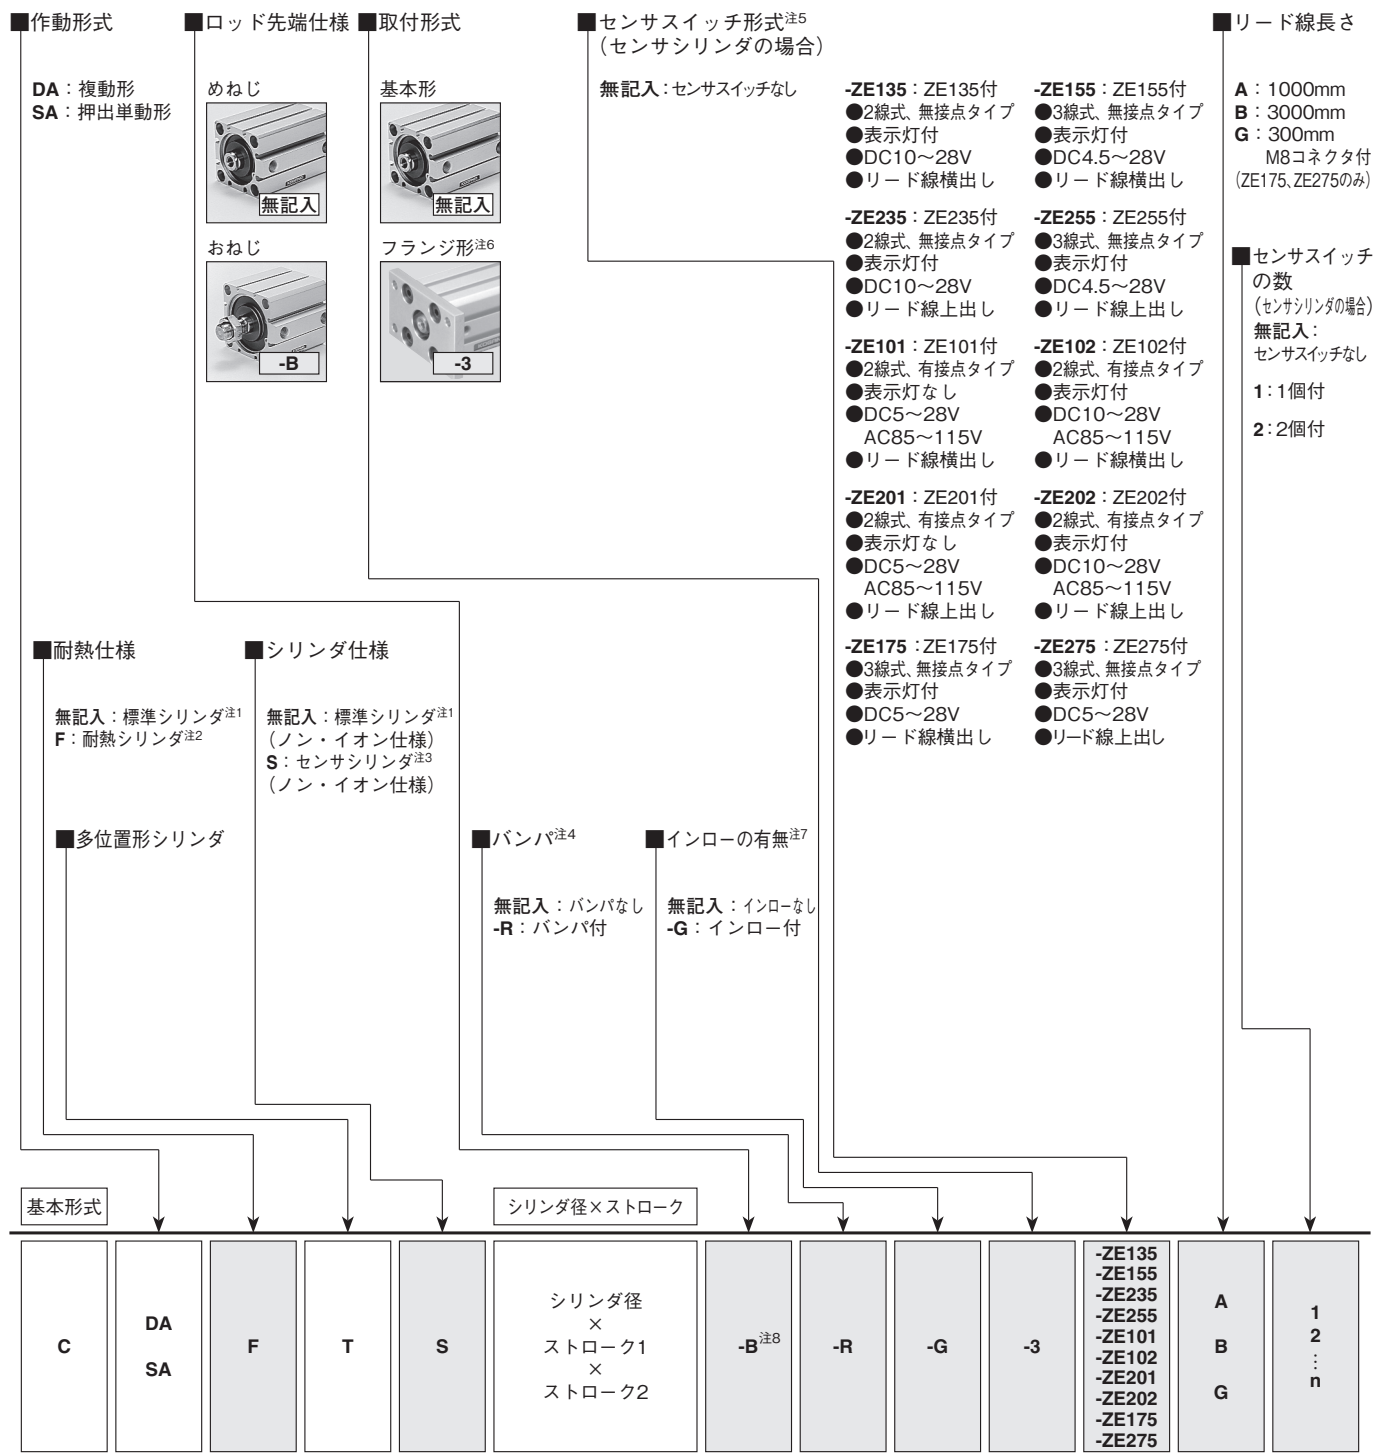 ■作動形式
DA：複動形
SA：押出単動形
■ロッド先端仕様
めねじ
無記入
おねじ
-B
■取付形式
基本形
無記入
フランジ形注6
-3
■センサスイッチ形式注5
（センサシリンダの場合）
無記入：センサスイッチなし
-ZE135：ZE135付
●2線式、無接点タイプ
●表示灯付
●DC10〜28V
●リード線横出し
-ZE155：ZE155付
●3線式、無接点タイプ
●表示灯付
●DC4.5〜28V
●リード線横出し
-ZE235：ZE235付
●2線式、無接点タイプ
●表示灯付
●DC10〜28V
●リード線上出し
-ZE255：ZE255付
●3線式、無接点タイプ
●表示灯付
●DC4.5〜28V
●リード線上出し
-ZE101：ZE101付
●2線式、有接点タイプ
●表示灯なし
●DC5〜28V
AC85〜115V
●リード線横出し
-ZE102：ZE102付
●2線式、有接点タイプ
●表示灯付
●DC10〜28V
AC85〜115V
●リード線横出し
-ZE201：ZE201付
●2線式、有接点タイプ
●表示灯なし
●DC5〜28V
AC85〜115V
●リード線上出し
-ZE202：ZE202付
●2線式、有接点タイプ
●表示灯付
●DC10〜28V
AC85〜115V
●リード線上出し
-ZE175：ZE175付
●3線式、無接点タイプ
●表示灯付
●DC5〜28V
●リード線横出し
-ZE275：ZE275付
●3線式、無接点タイプ
●表示灯付
●DC5〜28V
●リード線上出し
■リード線長さ
A：1000mm
B：3000mm
G：300mm
M8コネクタ付
（ZE175、ZE275のみ）
■センサスイッチ
の数
（センサシリンダの場合）
無記入：
センサスイッチなし
1：1個付
2：2個付
■耐熱仕様
無記入：標準シリンダ注1
F：耐熱シリンダ注2
■シリンダ仕様
無記入：標準シリンダ注1
（ノン・イオン仕様）
S：センサシリンダ注3
（ノン・イオン仕様）
■多位置形シリンダ
■バンパ注4
無記入：バンパなし
-R：バンパ付
■インローの有無注7
無記入：インローなし
-G：インロー付
基本形式
シリンダ径×ストローク
C
DA
SA
F
T
S
シリンダ径
×
ストローク1
×
ストローク2
-B注8
-R
-G
-3
-ZE135
-ZE155
-ZE235
-ZE255
-ZE101
-ZE102
-ZE201
-ZE202
-ZE175
-ZE275
A
B
G
1
2
⋮
n